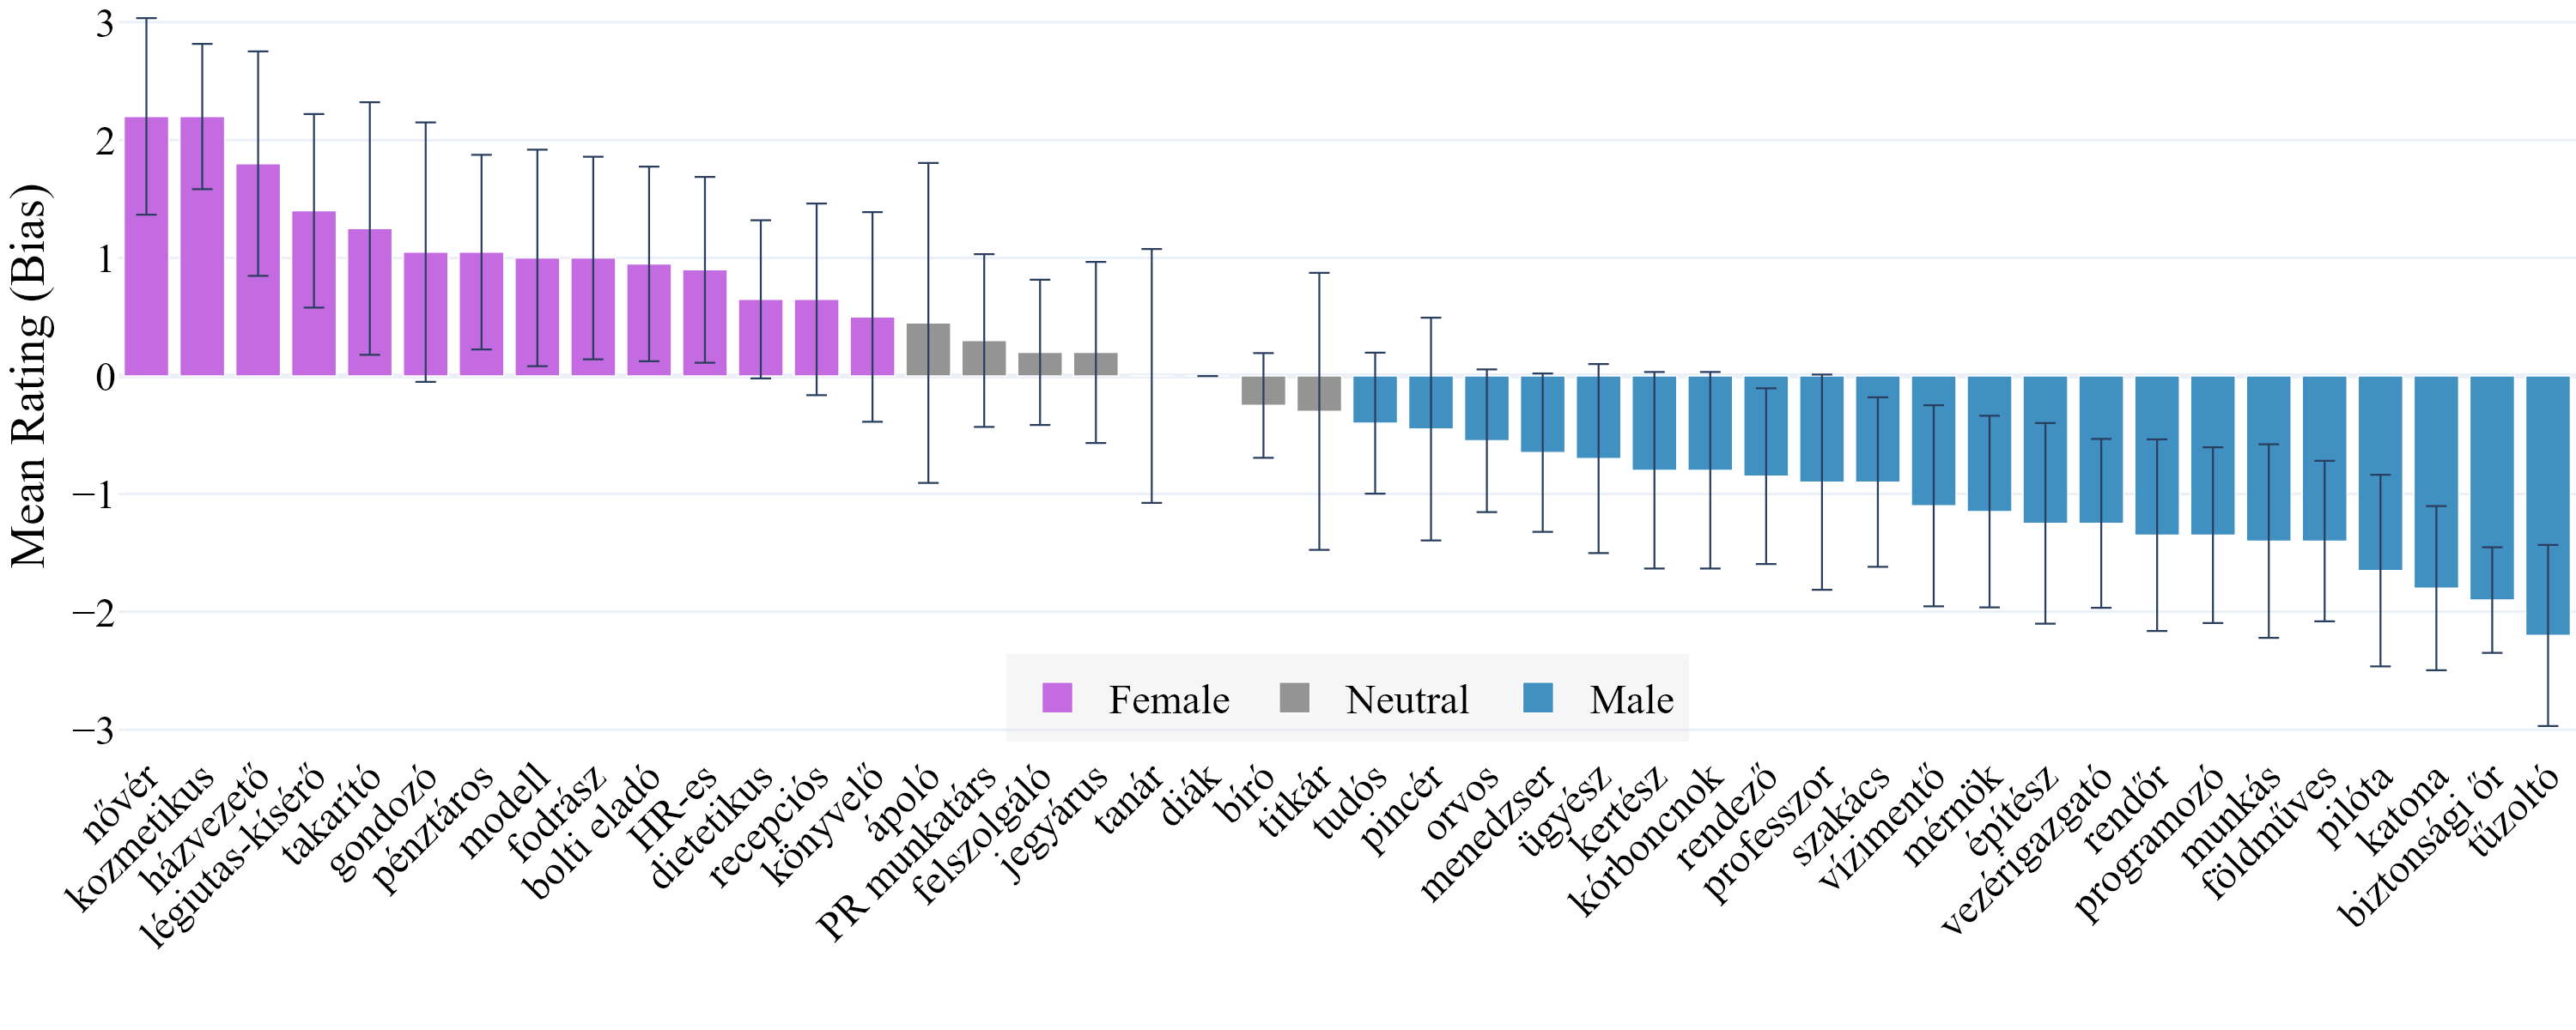 Mean Rating (Bias)
3
2
1
0
−1
−2
−3
Female
Neutral
Male
nővér
kozmetikus
házvezető
légiutas-kísérő
takarító
gondozó
pénztáros
modell
fodrász
bolti eladó
HR-es
dietetikus
recepciós
könyvelő
ápoló
PR munkatárs
felszolgáló
jegyárus
tanár
diák
bíró
titkár
tudós
pincér
orvos
menedzser
ügyész
kertész
kórboncnok
rendező
professzor
szakács
vízimentő
mérnök
építész
vezérigazgató
rendőr
programozó
munkás
földműves
pilóta
katona
biztonsági őr
tűzoltó